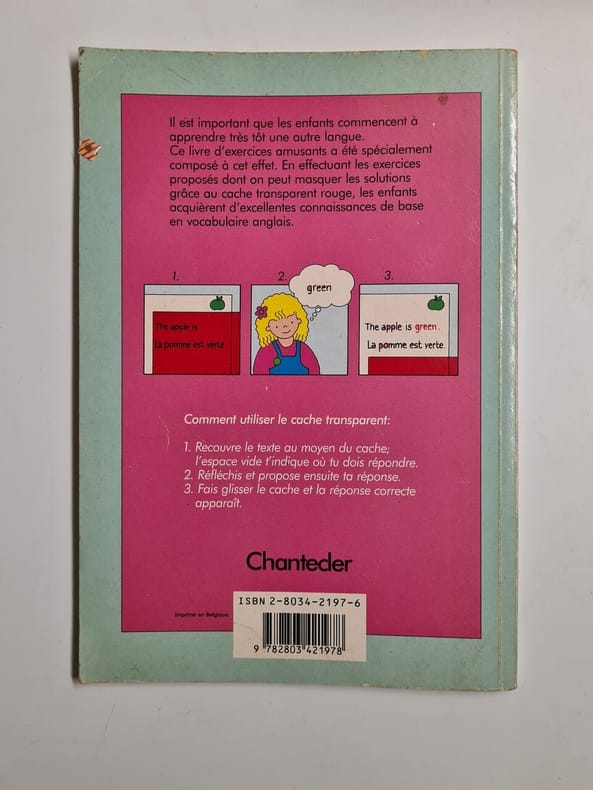 Il est important que les enfants commencent à
apprendre très tôt une autre langue.
Ce livre d'exercices amusants a été spécialement
composé à cet effet. En effectuant les exercices
proposés dont on peut masquer les solutions
grâce au cache transparent rouge, les enfants
acquièrent d'excellentes connaissances de base
en vocabulaire anglais.
1.
2.
3.
The apple is
La pomme est verte
green
The apple is green.
La pomme est verte.
Comment utiliser le cache transparent:
1. Recouvre le texte au moyen du cache;
l'espace vide t'indique où tu dois répondre.
2. Réfléchis et propose ensuite ta réponse.
3. Fais glisser le cache et la réponse correcte
apparaît.
Chantecler
Imprimé en Belgique.
ISBN 2-8034-2197-6
9 782803 421978